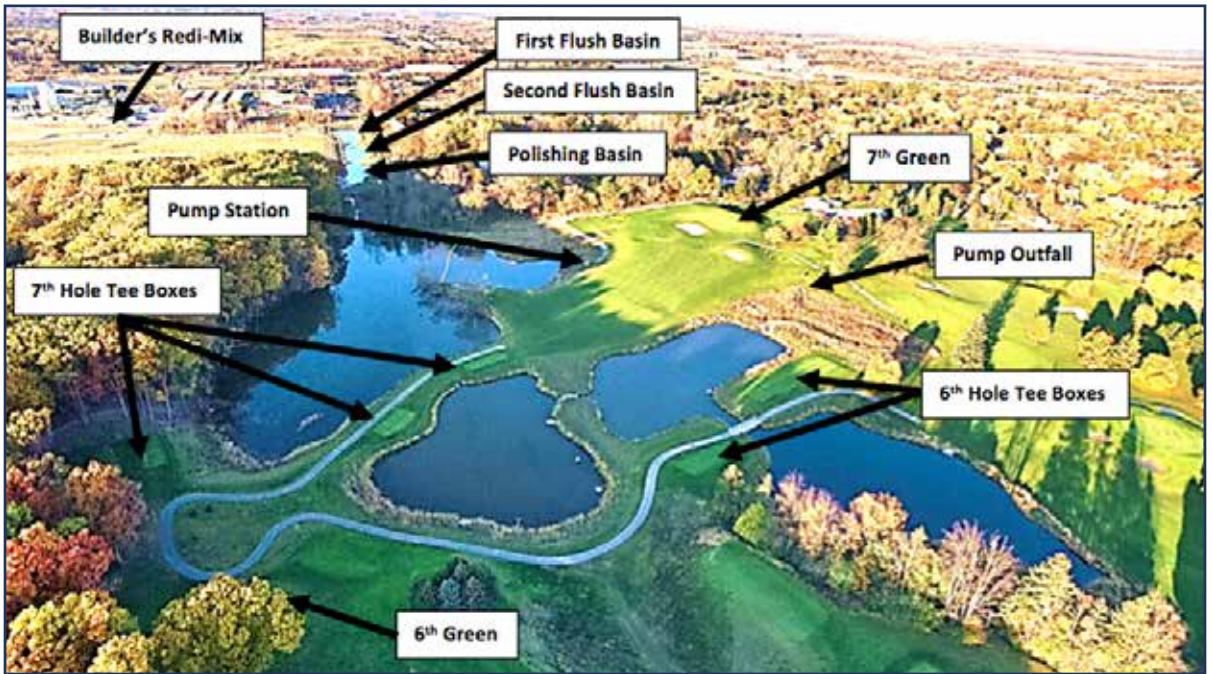 Builder's Redi-Mix
First Flush Basin
Second Flush Basin
Polishing Basin
7th Green
Pump Station
Pump Outfall
7th Hole Tee Boxes
6th Hole Tee Boxes
6th Green